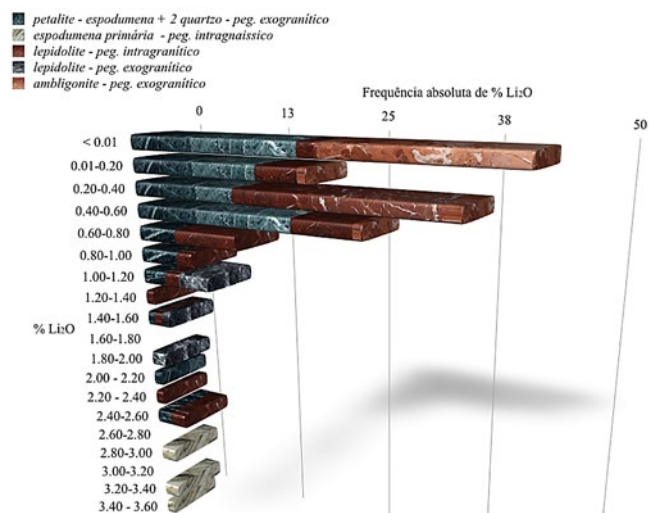 petalite - espodumena + 2 quartzo - peg. exogranítico
espodumena primária - peg. intragnaissico
lepidolite - peg. intragranítico
lepidolite - peg. exogranítico
ambligonite - peg. exogranítico
Frequência absoluta de % Li₂O
0 13 25 38 50
< 0.01
0.01-0.20
0.20-0.40
0.40-0.60
0.60-0.80
0.80-1.00
1.00-1.20
1.20-1.40
1.40-1.60
% Li₂O
1.60-1.80
1.80-2.00
2.00 - 2.20
2.20 - 2.40
2.40-2.60
2.60-2.80
2.80-3.00
3.00-3.20
3.20-3.40
3.40 - 3.60